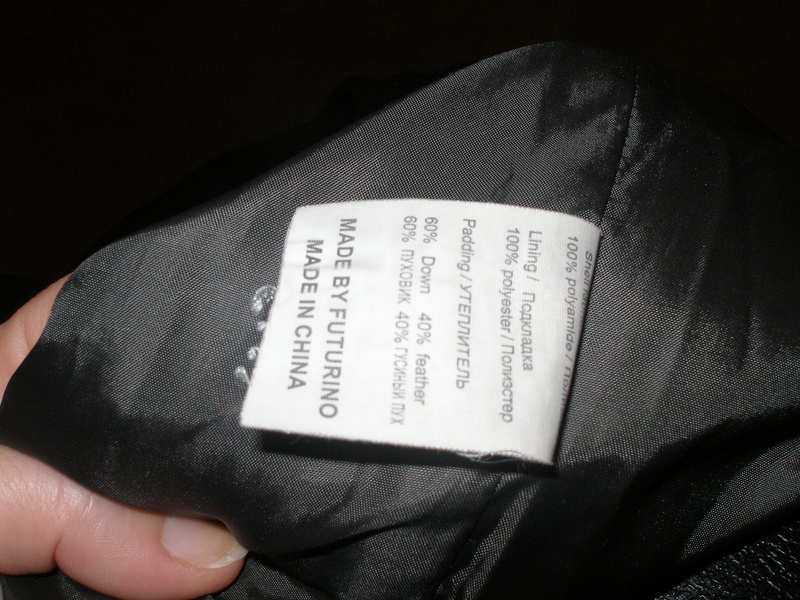 100% polyamide /
Lining / Подкладка
100% polyester / Полиэстер
Padding / УТЕПЛИТЕЛЬ
60% Down 40% feather
60% ПУХОВИК 40% ГУСИНЫЙ ПУХ
MADE BY FUTURINO
MADE IN CHINA